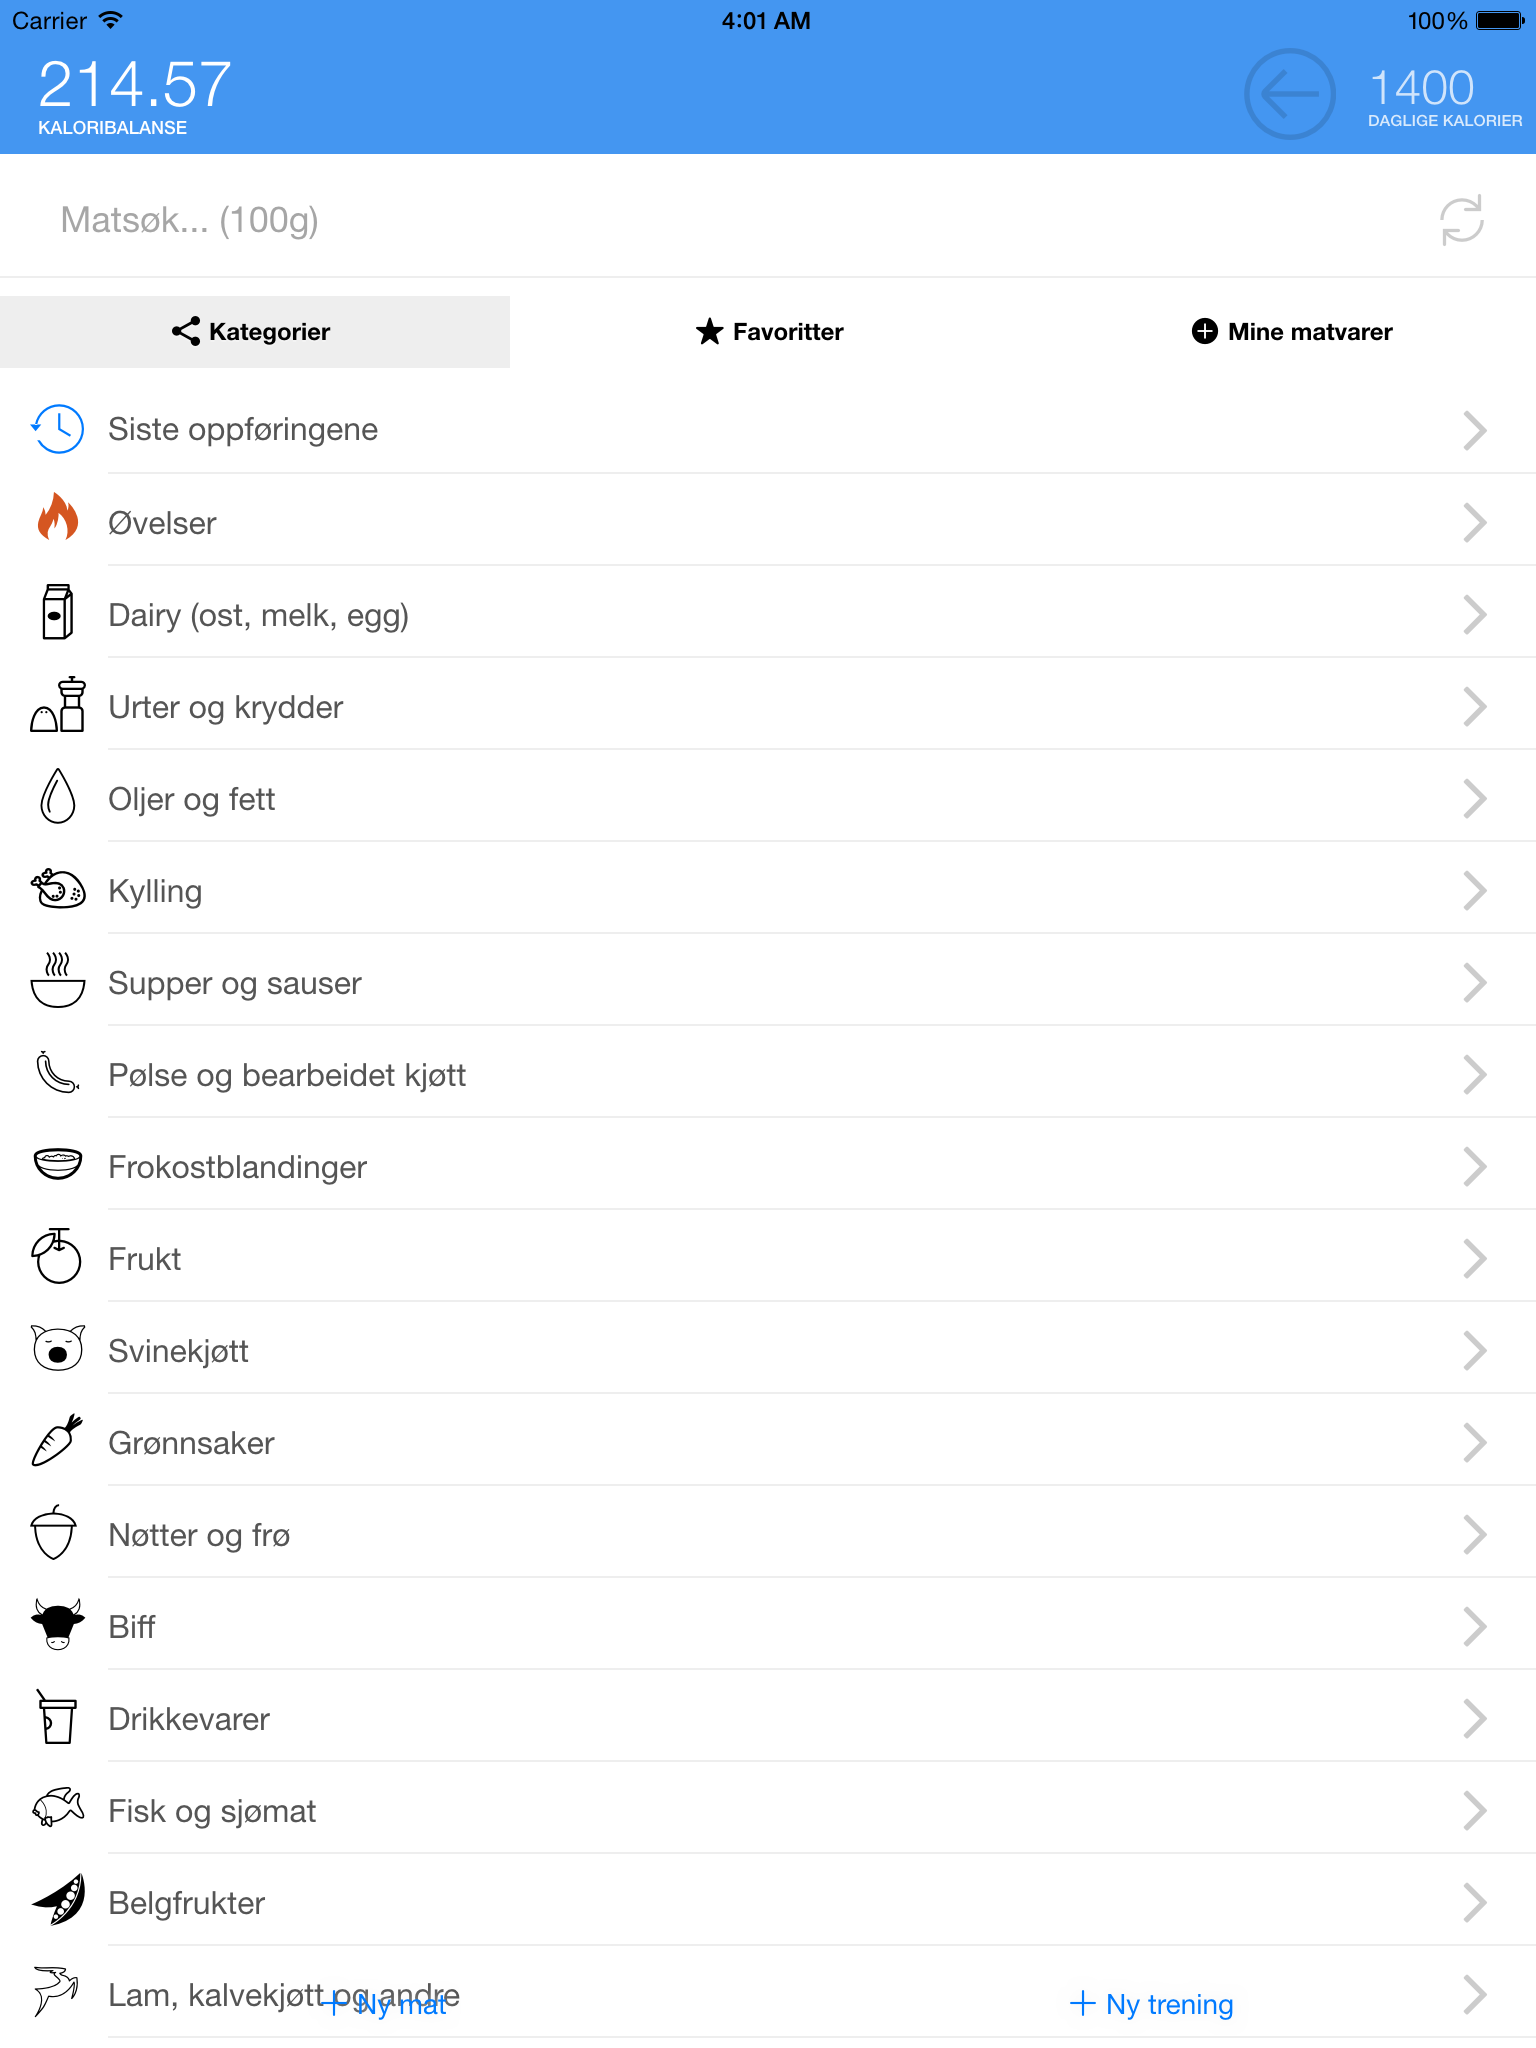 Carrier 4:01 AM 100%
214.57
KALORIBALANSE
1400
DAGLIGE KALORIER
Matsøk... (100g)
Kategorier Favoritter Mine matvarer
Siste oppføringene
Øvelser
Dairy (ost, melk, egg)
Urter og krydder
Oljer og fett
Kylling
Supper og sauser
Pølse og bearbeidet kjøtt
Frokostblandinger
Frukt
Svinekjøtt
Grønnsaker
Nøtter og frø
Biff
Drikkevarer
Fisk og sjømat
Belgfrukter
Lam, kalvekjøtt og andre
Ny mat Ny trening